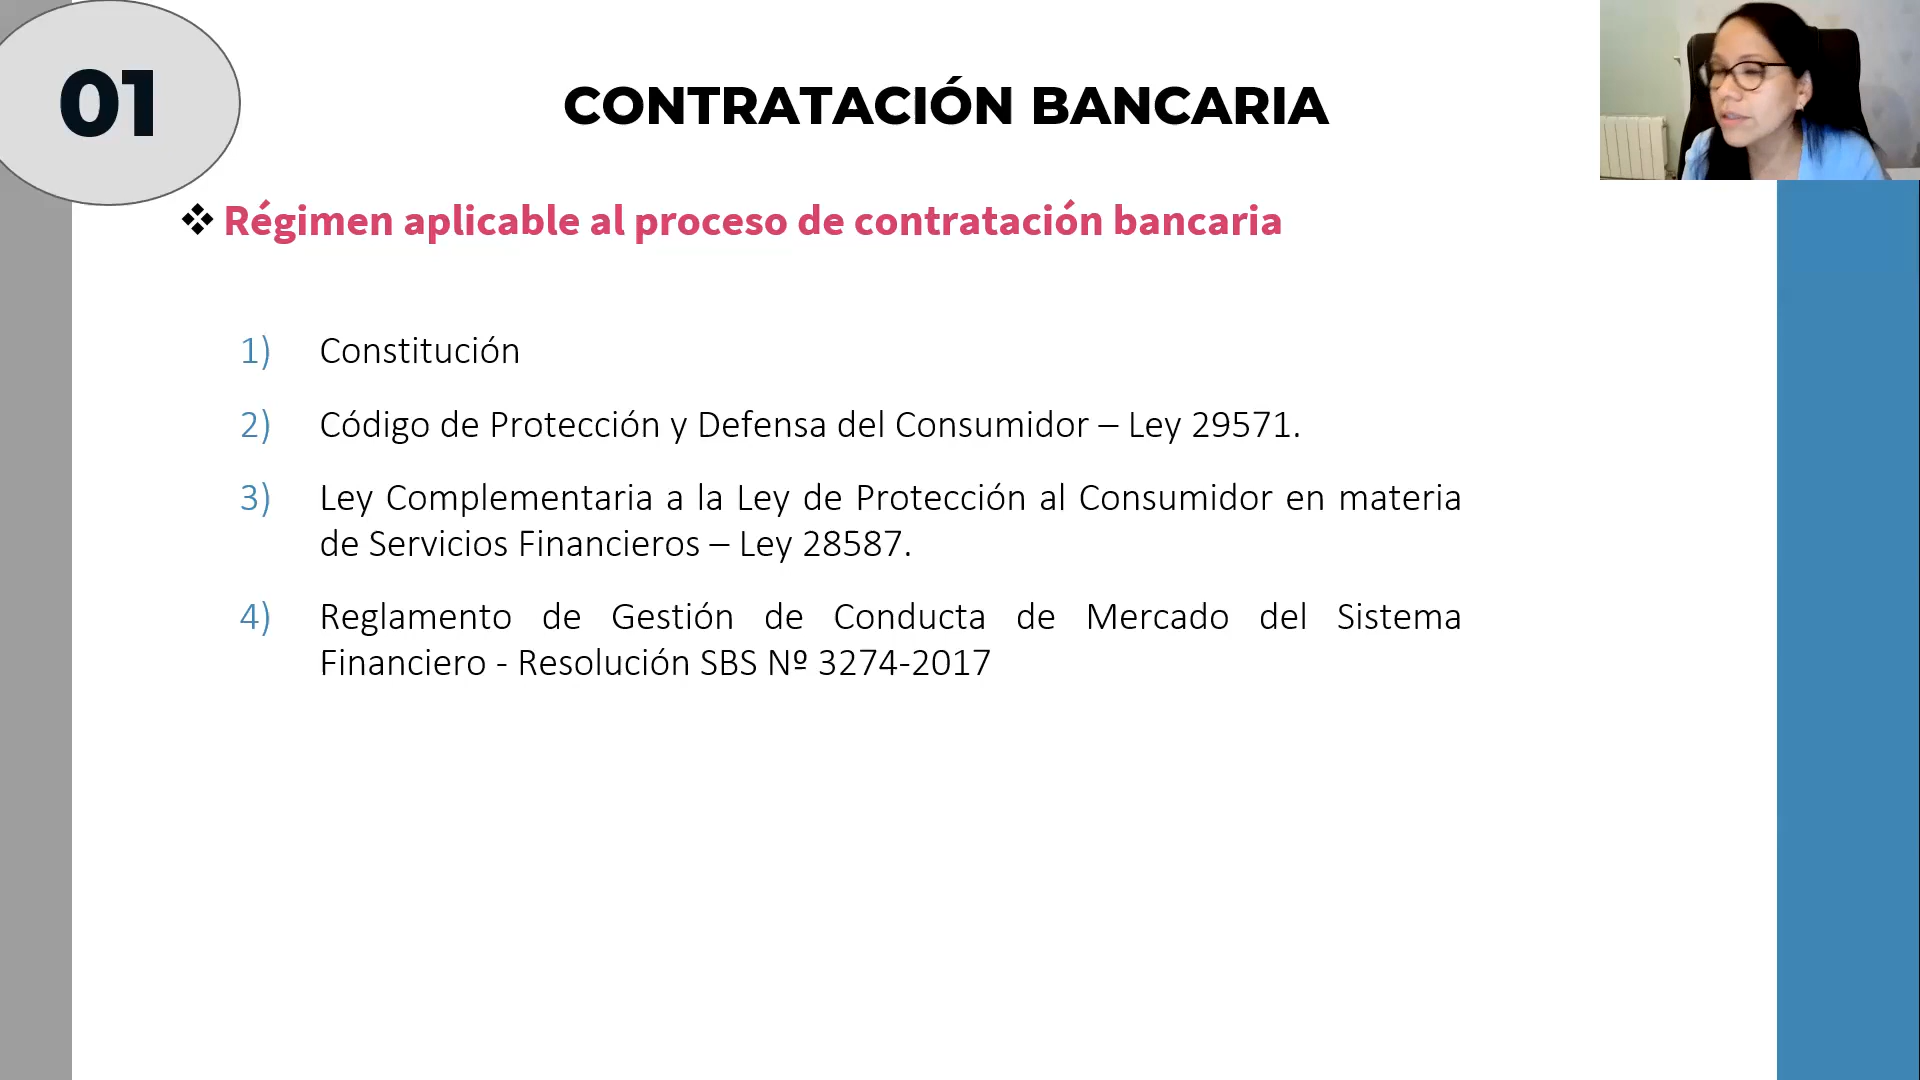 01
CONTRATACIÓN BANCARIA
❖ Régimen aplicable al proceso de contratación bancaria
1) Constitución
2) Código de Protección y Defensa del Consumidor – Ley 29571.
3) Ley Complementaria a la Ley de Protección al Consumidor en materia
de Servicios Financieros – Ley 28587.
4) Reglamento de Gestión de Conducta de Mercado del Sistema
Financiero - Resolución SBS Nº 3274-2017